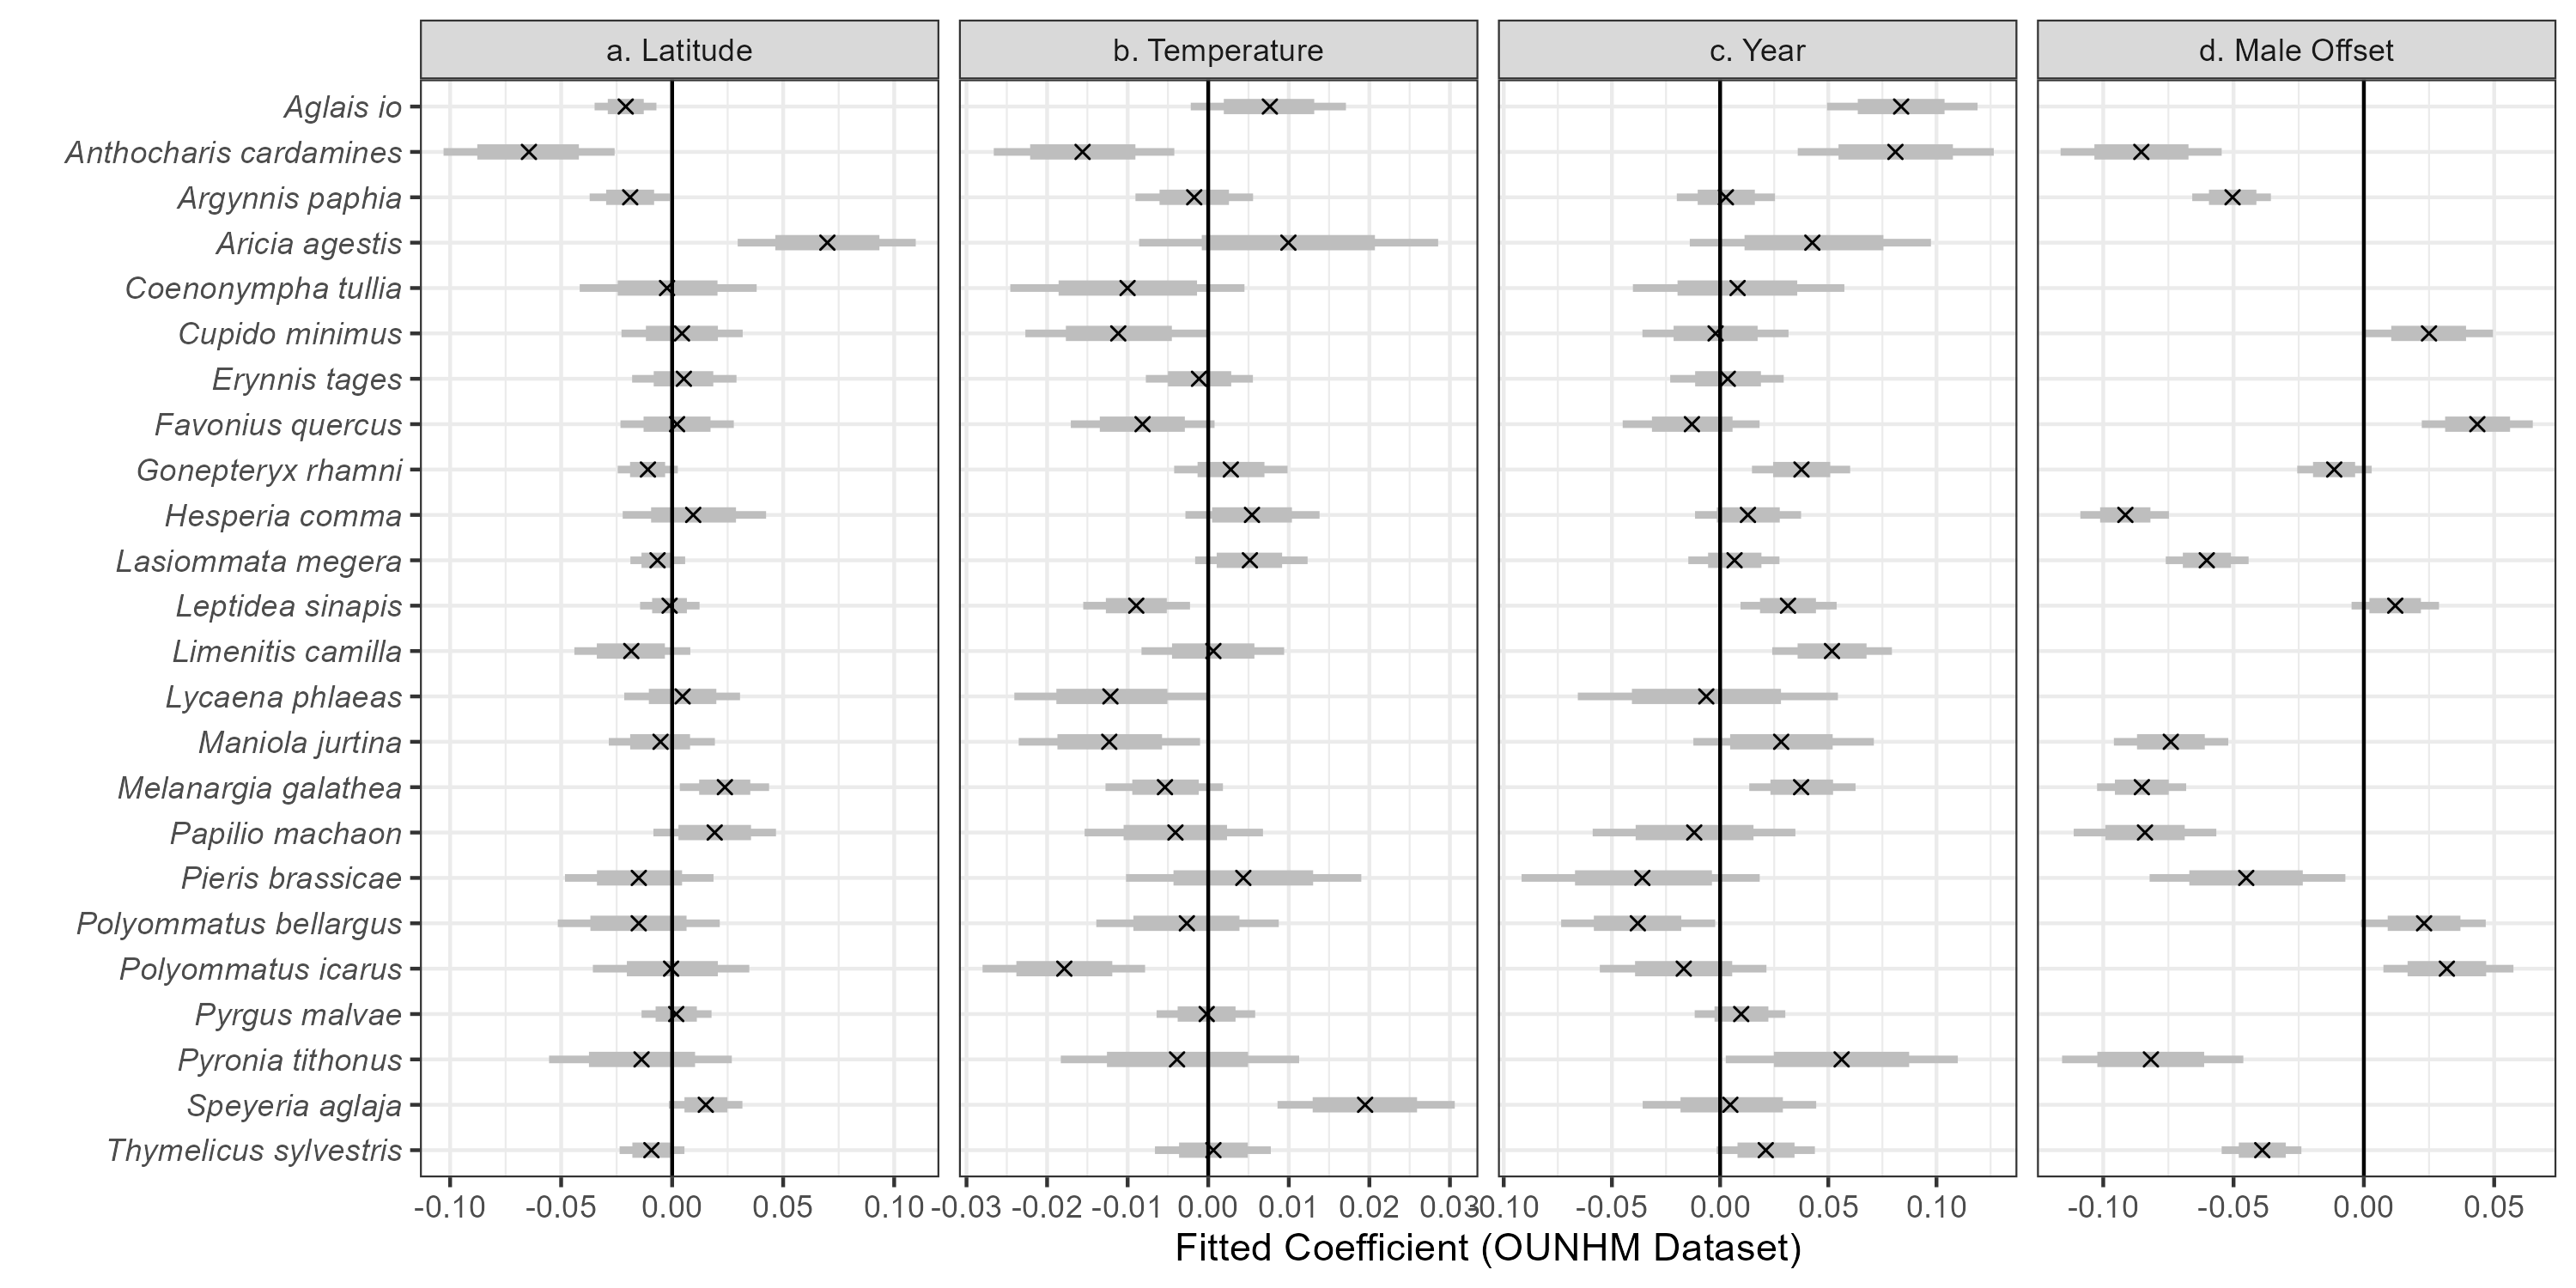 a. Latitude b. Temperature c. Year d. Male Offset
Aglais io
Anthocharis cardamines
Argynnis paphia
Aricia agestis
Coenonympha tullia
Cupido minimus
Erynnis tages
Favonius quercus
Gonepteryx rhamni
Hesperia comma
Lasiommata megera
Leptidea sinapis
Limenitis camilla
Lycaena phlaeas
Maniola jurtina
Melanargia galathea
Papilio machaon
Pieris brassicae
Polyommatus bellargus
Polyommatus icarus
Pyrgus malvae
Pyronia tithonus
Speyeria aglaja
Thymelicus sylvestris
-0.10 -0.05 0.00 0.05 0.10 -0.03 -0.02 -0.01 0.00 0.01 0.02 0.03 -0.10 -0.05 0.00 0.05 0.10 -0.10 -0.05 0.00 0.05
Fitted Coefficient (OUNHM Dataset)